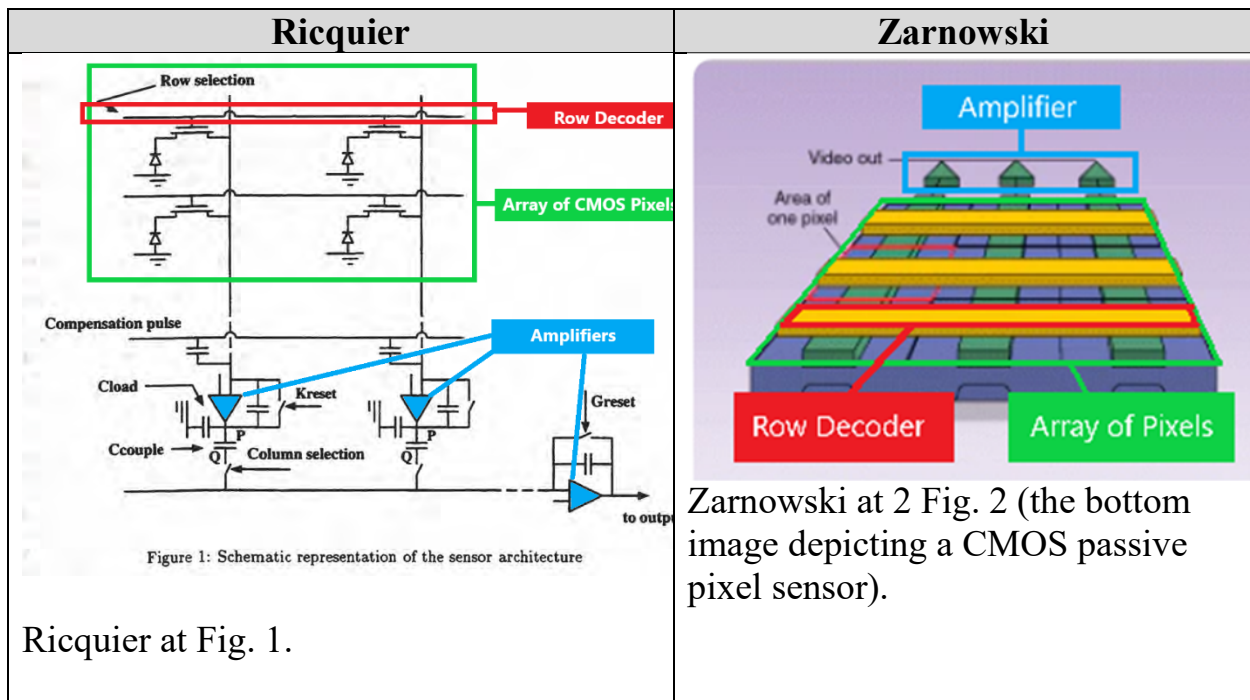 Ricquier
Row selection
Row Decoder
Array of CMOS Pixels
Compensation pulse
Amplifiers
Cload
Kreset
Greset
P
P
Ccouple
Q
Column selection
Q
to outpu
Figure 1: Schematic representation of the sensor architecture
Ricquier at Fig. 1.
Zarnowski
Amplifier
Video out
Area of
one pixel
Row Decoder
Array of Pixels
Zarnowski at 2 Fig. 2 (the bottom
image depicting a CMOS passive
pixel sensor).